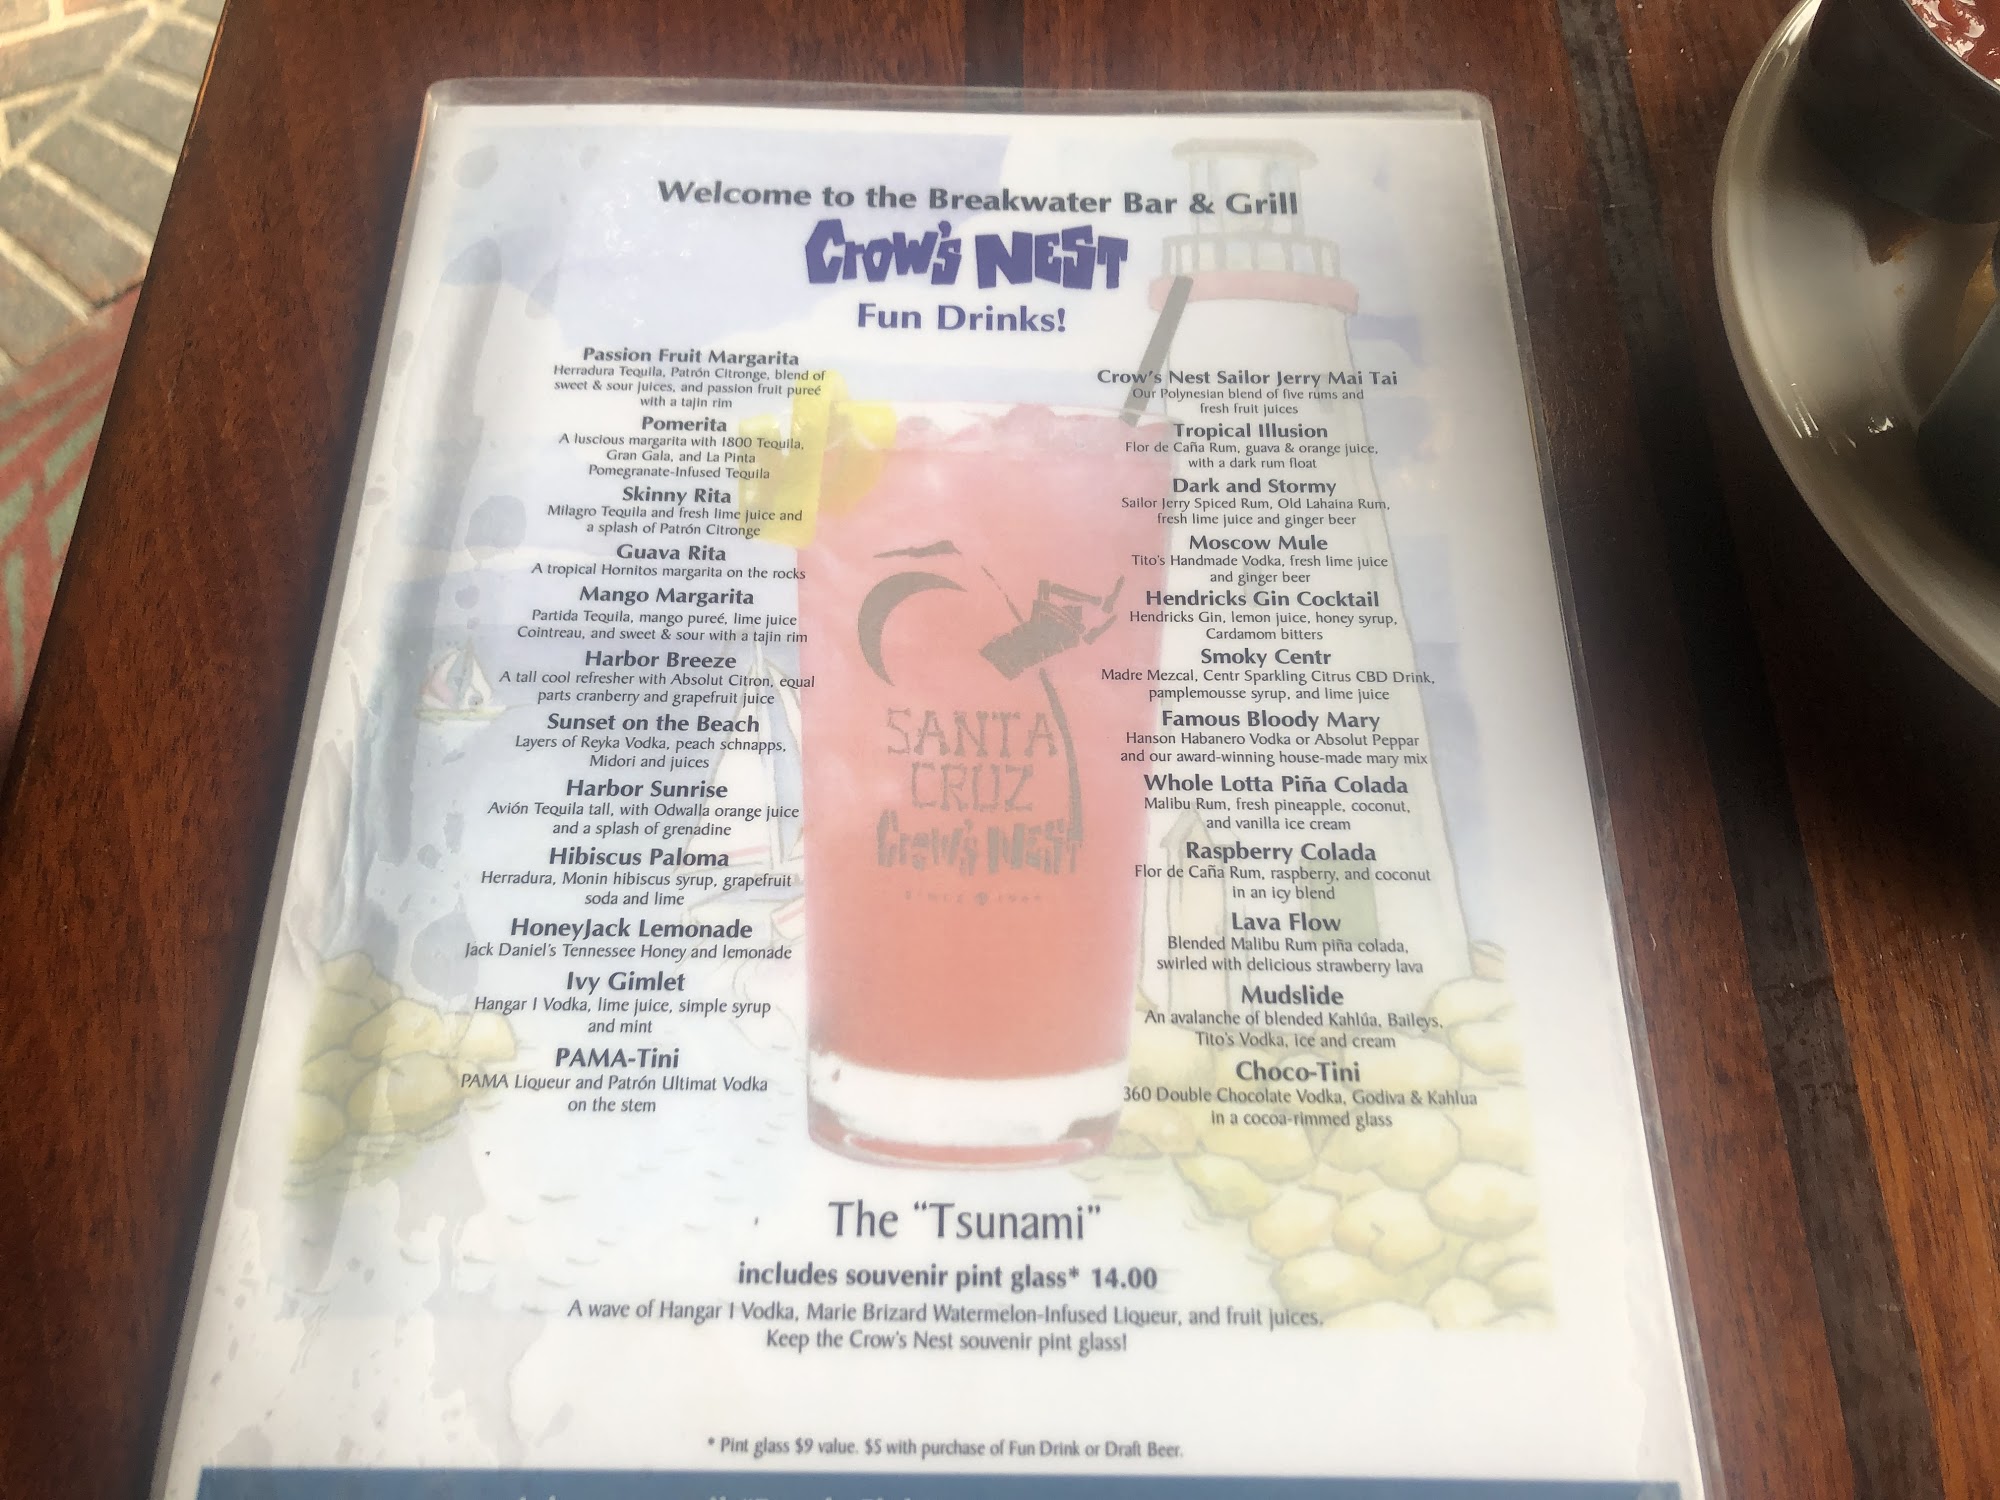 Welcome to the Breakwater Bar & Grill
Crow's NEST
Fun Drinks!
Passion Fruit Margarita
Herradura Tequila, Patrón Citronge, blend of
sweet & sour juices, and passion fruit pureé
with a tajin rim
Pomerita
A luscious margarita with 1800 Tequila,
Gran Gala, and La Pinta
Pomegranate-Infused Tequila
Skinny Rita
Milagro Tequila and fresh lime juice and
a splash of Patrón Citronge
Guava Rita
A tropical Hornitos margarita on the rocks
Mango Margarita
Partida Tequila, mango pureé, lime juice
Cointreau, and sweet & sour with a tajin rim
Harbor Breeze
A tall cool refresher with Absolut Citron, equal
parts cranberry and grapefruit juice
Sunset on the Beach
Layers of Reyka Vodka, peach schnapps,
Midori and juices
Harbor Sunrise
Avión Tequila tall, with Odwalla orange juice
and a splash of grenadine
Hibiscus Paloma
Herradura, Monin hibiscus syrup, grapefruit
soda and lime
HoneyJack Lemonade
Jack Daniel's Tennessee Honey and lemonade
Ivy Gimlet
Hangar 1 Vodka, lime juice, simple syrup
and mint
PAMA-Tini
PAMA Liqueur and Patrón Ultimat Vodka
on the stem
Crow's Nest Sailor Jerry Mai Tai
Our Polynesian blend of five rums and
fresh fruit juices
Tropical Illusion
Flor de Caña Rum, guava & orange juice,
with a dark rum float
Dark and Stormy
Sailor Jerry Spiced Rum, Old Lahaina Rum,
fresh lime juice and ginger beer
Moscow Mule
Tito's Handmade Vodka, fresh lime juice
and ginger beer
Hendricks Gin Cocktail
Hendricks Gin, lemon juice, honey syrup,
Cardamom bitters
Smoky Centr
Madre Mezcal, Centr Sparkling Citrus CBD Drink,
pamplemousse syrup, and lime juice
Famous Bloody Mary
Hanson Habanero Vodka or Absolut Peppar
and our award-winning house-made mary mix
Whole Lotta Piña Colada
Malibu Rum, fresh pineapple, coconut,
and vanilla ice cream
Raspberry Colada
Flor de Caña Rum, raspberry, and coconut
in an icy blend
Lava Flow
Blended Malibu Rum piña colada,
swirled with delicious strawberry lava
Mudslide
An avalanche of blended Kahlúa, Baileys,
Tito's Vodka, ice and cream
Choco-Tini
360 Double Chocolate Vodka, Godiva & Kahlua
in a cocoa-rimmed glass
SANTA
CRUZ
Crow's NEST
The "Tsunami"
includes souvenir pint glass* 14.00
A wave of Hangar 1 Vodka, Marie Brizard Watermelon-Infused Liqueur, and fruit juices.
Keep the Crow's Nest souvenir pint glass!
* Pint glass $9 value. $5 with purchase of Fun Drink or Draft Beer.